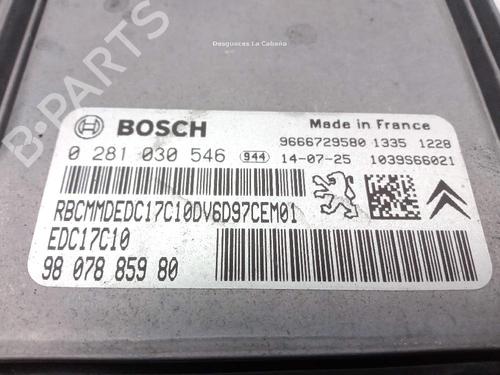 Desguaces La Cabaña
B-PARTS
BOSCH
Made in France
0 281 030 546 944
9666729580 1335 1228
14-07-25 1039S66021
RBCMMDEDC17C10DV6D97CEM01
EDC17C10
98 078 859 80